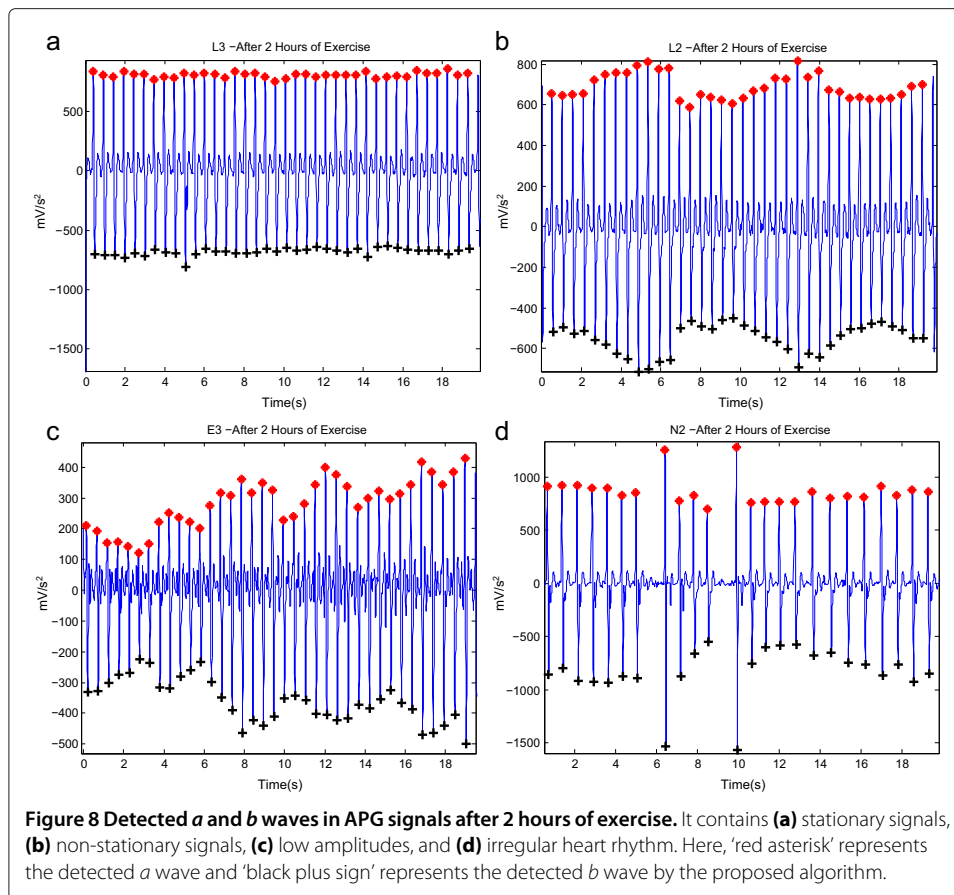 a
L3 −After 2 Hours of Exercise
500
0
−500
−1000
−1500
mV/s²
0 2 4 6 8 10 12 14 16 18
Time(s)
b
L2 −After 2 Hours of Exercise
800
600
400
200
0
−200
−400
−600
mV/s²
0 2 4 6 8 10 12 14 16 18
Time(s)
c
E3 −After 2 Hours of Exercise
400
300
200
100
0
−100
−200
−300
−400
−500
mV/s²
0 2 4 6 8 10 12 14 16 18
Time(s)
d
N2 −After 2 Hours of Exercise
1000
500
0
−500
−1000
−1500
mV/s²
0 2 4 6 8 10 12 14 16 18
Time(s)
Figure 8 Detected a and b waves in APG signals after 2 hours of exercise. It contains (a) stationary signals,
(b) non-stationary signals, (c) low amplitudes, and (d) irregular heart rhythm. Here, 'red asterisk' represents
the detected a wave and 'black plus sign' represents the detected b wave by the proposed algorithm.